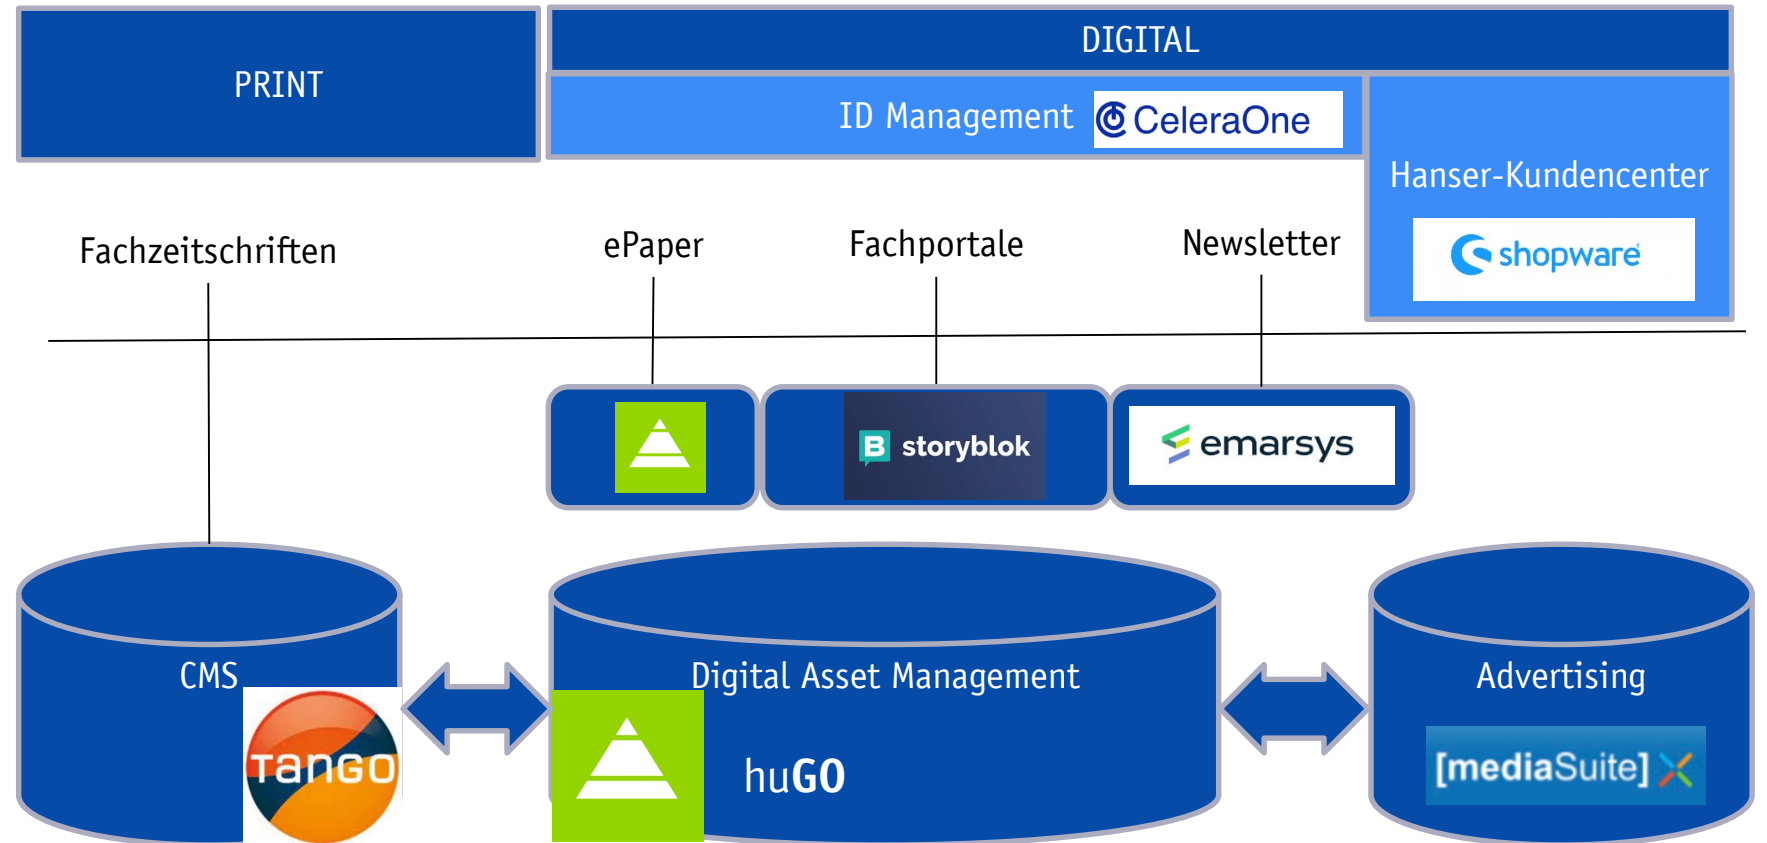 PRINT
DIGITAL
ID Management
CeleraOne
Hanser-Kundencenter
shopware
Fachzeitschriften
ePaper
Fachportale
Newsletter
B storyblok
emarsys
CMS
TANGO
Digital Asset Management
huGO
Advertising
[mediaSuite]